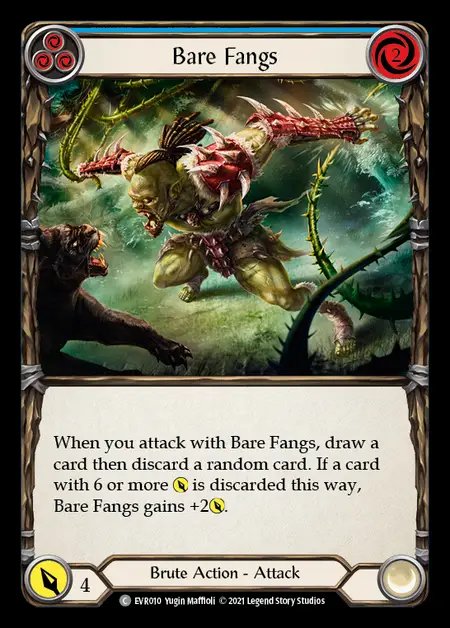 Bare Fangs
2
When you attack with Bare Fangs, draw a
card then discard a random card. If a card
with 6 or more is discarded this way,
Bare Fangs gains +2.
4
Brute Action - Attack
C EVR010 Yugin Maffioli © 2021 Legend Story Studios